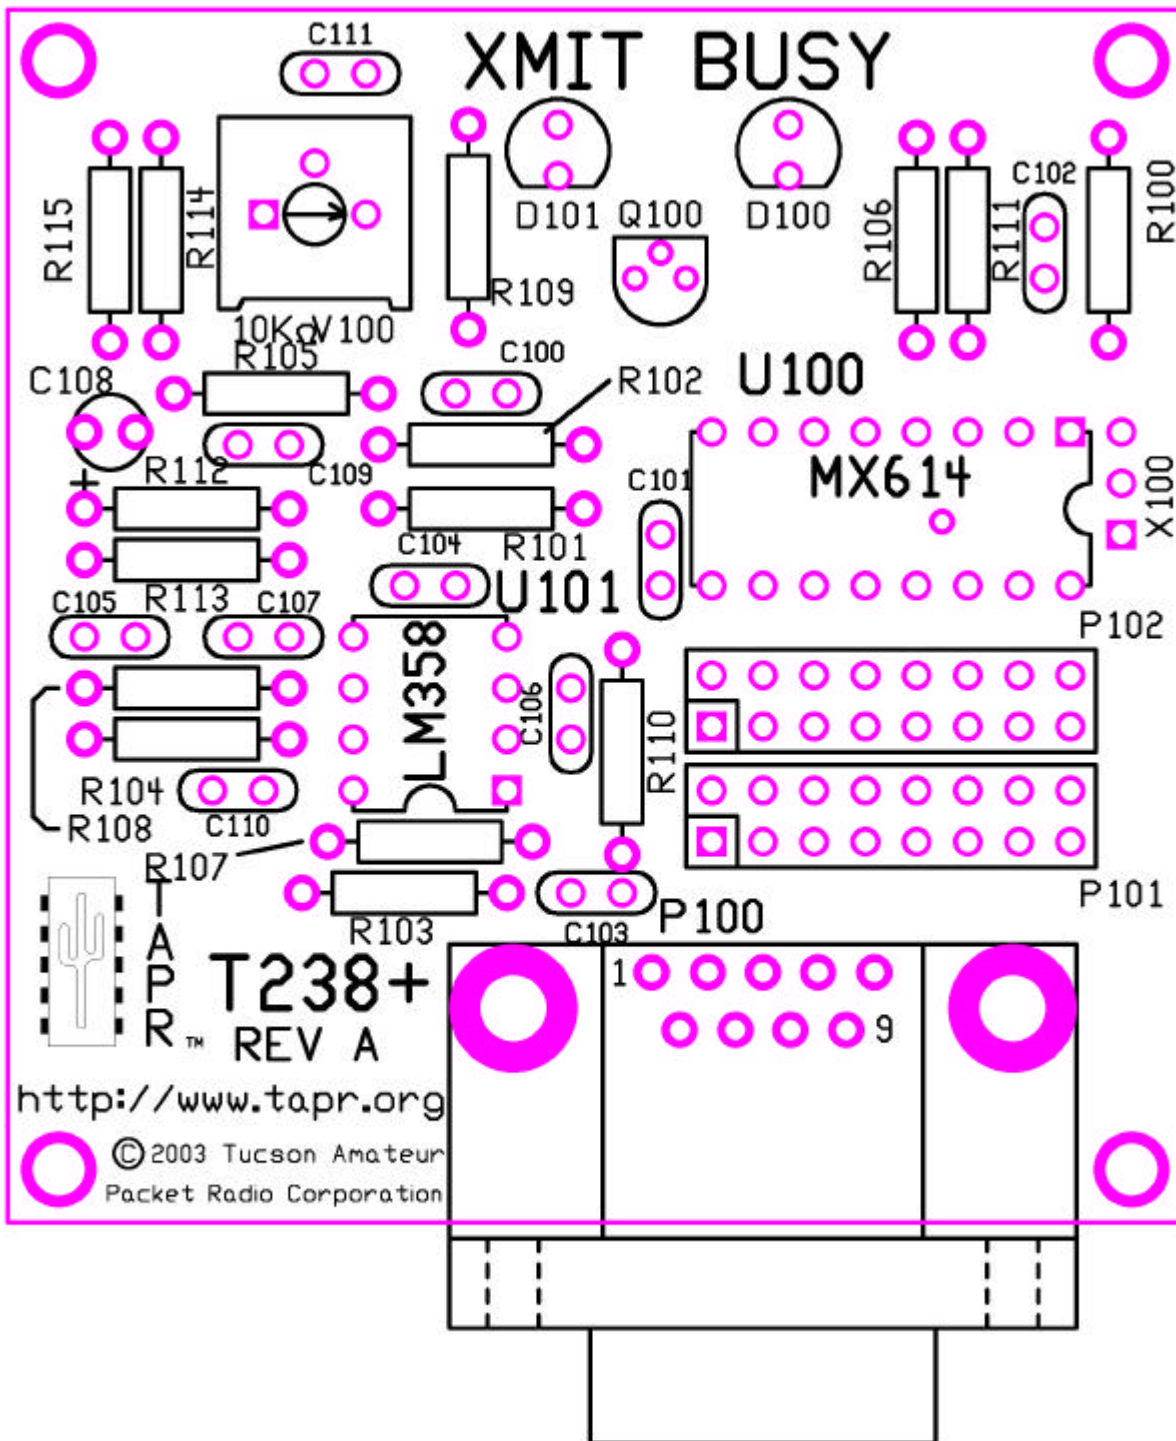 C111
XMIT BUSY
R115
R114
D101
Q100
D100
R106
R111
C102
R100
R109
10KΩV100
R105
C100
R102
U100
C108
+
R112
C109
C101
MX614
X100
C104
R101
U101
C105
R113
C107
P102
LM358
C106
R110
R104
C110
R108
R107
P101
R103
C103
P100
TAPR™
T238+
REV A
1
9
http://www.tapr.org
© 2003 Tucson Amateur
Packet Radio Corporation